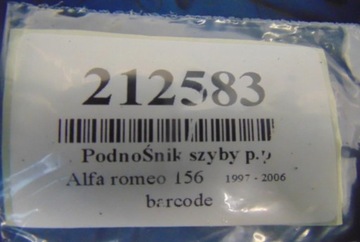 212583
PodnoŚnik szyby p.p
Alfa romeo 156 1997 - 2006
barcode